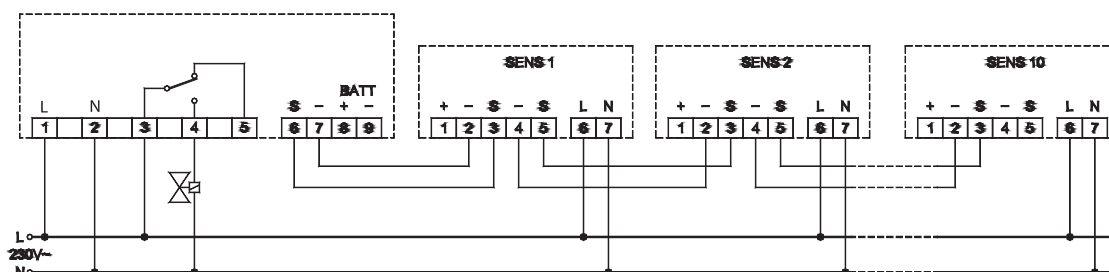 SENS 1 SENS 2 SENS 10
BATT
L N S - + - + - S - S L N + - S - S L N + - S - S L N
1 2 3 4 5 6 7 8 9 1 2 3 4 5 6 7 1 2 3 4 5 6 7 1 2 3 4 5 6 7
L
230V~
N